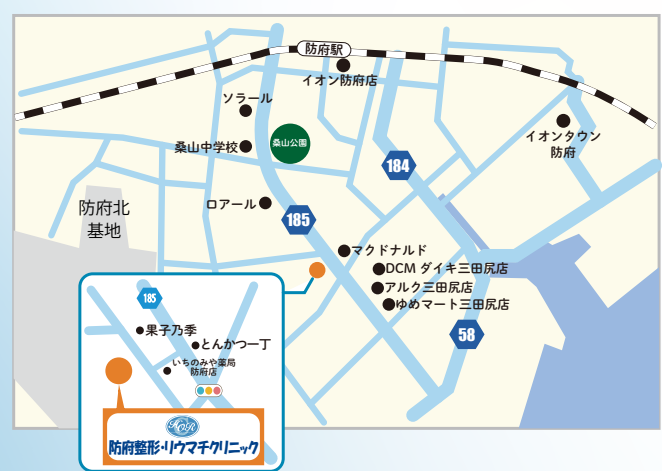 防府駅
イオン防府店
ソラール
桑山公園
桑山中学校
イオンタウン
防府
184
防府北
基地
ロアール
185
マクドナルド
DCM ダイキ三田尻店
アルク三田尻店
ゆめマート三田尻店
58
185
果子乃季
とんかつ一丁
いちのみや薬局
防府店
防府整形・リウマチクリニック